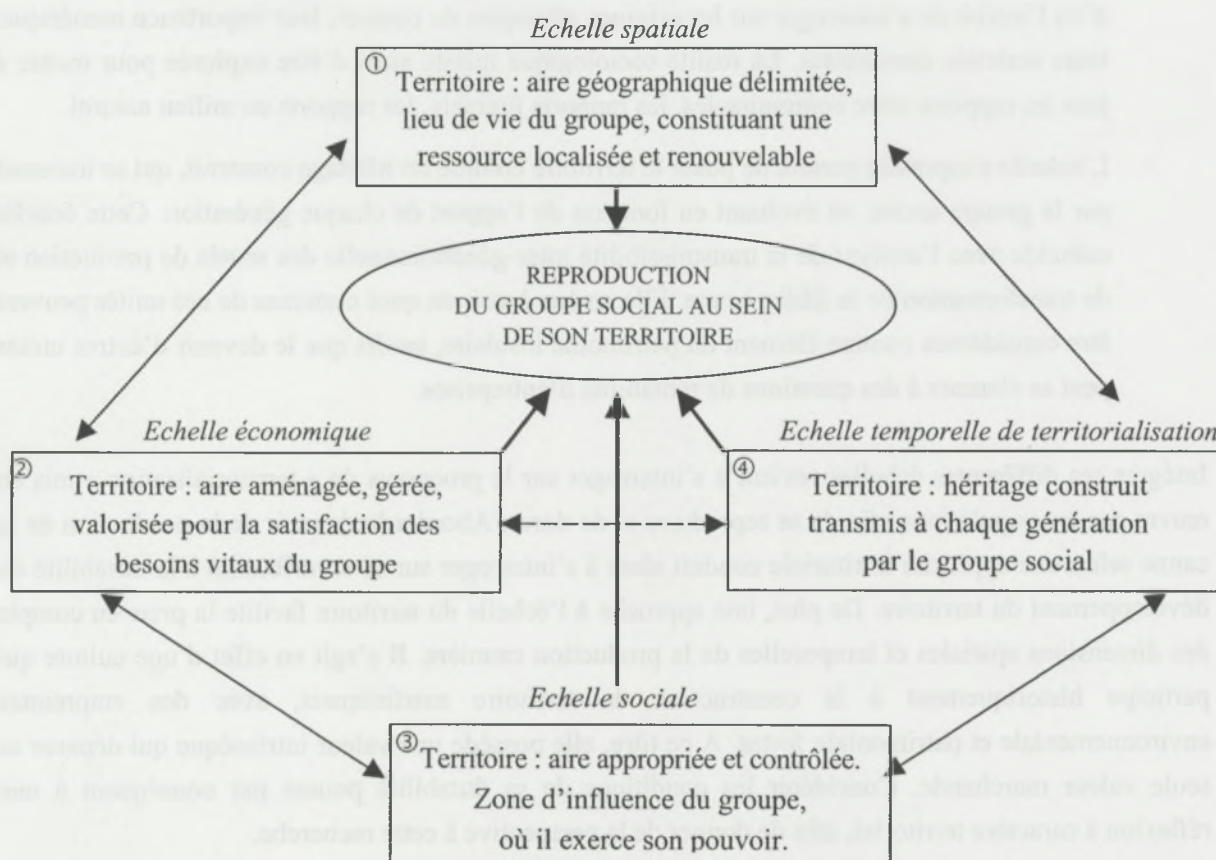 Echelle spatiale
①
Territoire : aire géographique délimitée,
lieu de vie du groupe, constituant une
ressource localisée et renouvelable
REPRODUCTION
DU GROUPE SOCIAL AU SEIN
DE SON TERRITOIRE
Echelle économique
②
Territoire : aire aménagée, gérée,
valorisée pour la satisfaction des
besoins vitaux du groupe
Echelle temporelle de territorialisation
④
Territoire : héritage construit
transmis à chaque génération
par le groupe social
Echelle sociale
③
Territoire : aire appropriée et contrôlée.
Zone d'influence du groupe,
où il exerce son pouvoir.